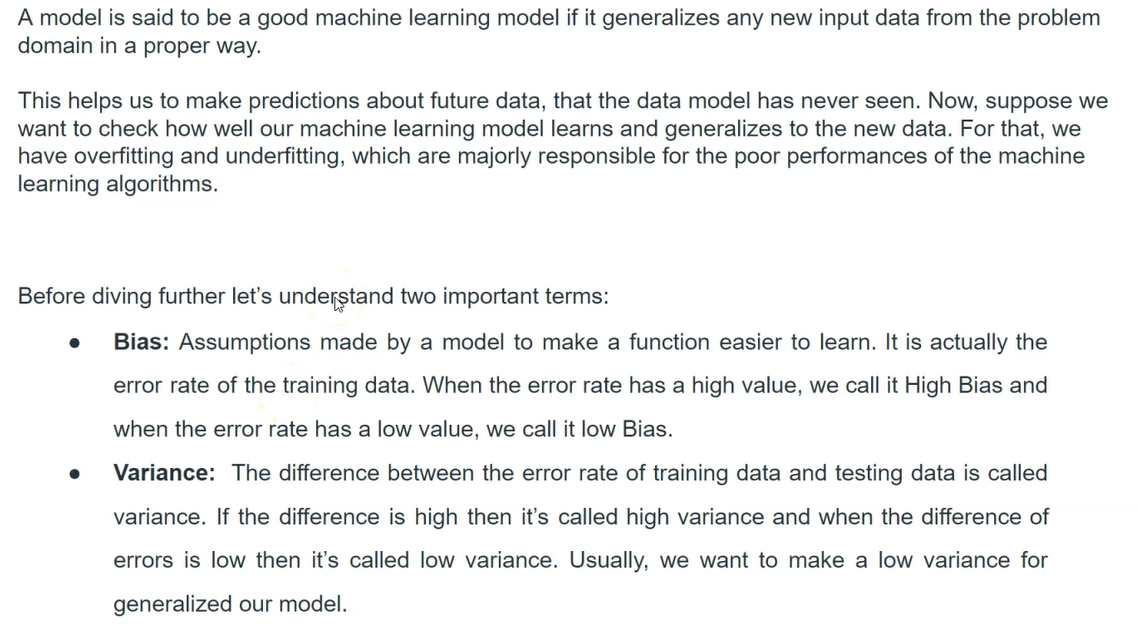 A model is said to be a good machine learning model if it generalizes any new input data from the problem
domain in a proper way.
This helps us to make predictions about future data, that the data model has never seen. Now, suppose we
want to check how well our machine learning model learns and generalizes to the new data. For that, we
have overfitting and underfitting, which are majorly responsible for the poor performances of the machine
learning algorithms.
Before diving further let’s understand two important terms:
● Bias: Assumptions made by a model to make a function easier to learn. It is actually the
error rate of the training data. When the error rate has a high value, we call it High Bias and
when the error rate has a low value, we call it low Bias.
● Variance: The difference between the error rate of training data and testing data is called
variance. If the difference is high then it’s called high variance and when the difference of
errors is low then it’s called low variance. Usually, we want to make a low variance for
generalized our model.